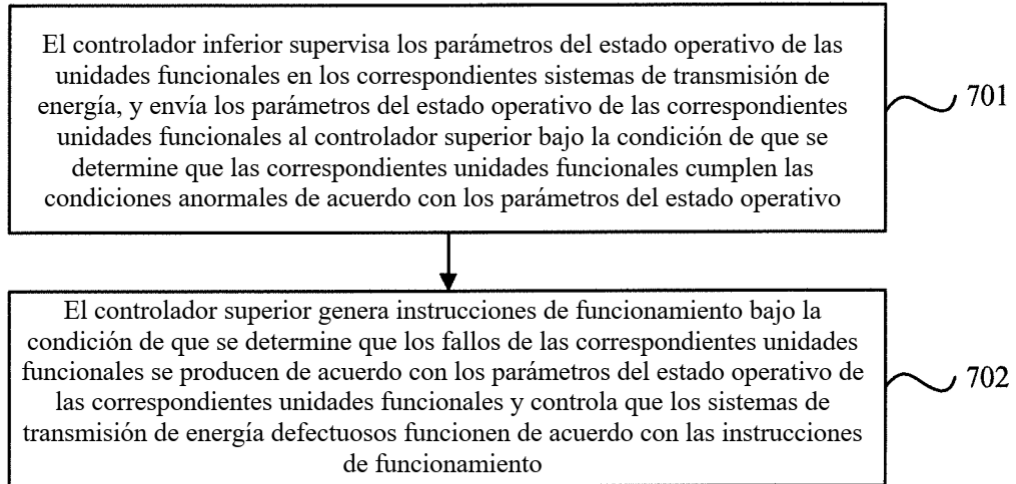 El controlador inferior supervisa los parámetros del estado operativo de las
unidades funcionales en los correspondientes sistemas de transmisión de
energía, y envía los parámetros del estado operativo de las correspondientes
unidades funcionales al controlador superior bajo la condición de que se
determine que las correspondientes unidades funcionales cumplen las
condiciones anormales de acuerdo con los parámetros del estado operativo
701
El controlador superior genera instrucciones de funcionamiento bajo la
condición de que se determine que los fallos de las correspondientes unidades
funcionales se producen de acuerdo con los parámetros del estado operativo de
las correspondientes unidades funcionales y controla que los sistemas de
transmisión de energía defectuosos funcionen de acuerdo con las instrucciones
de funcionamiento
702